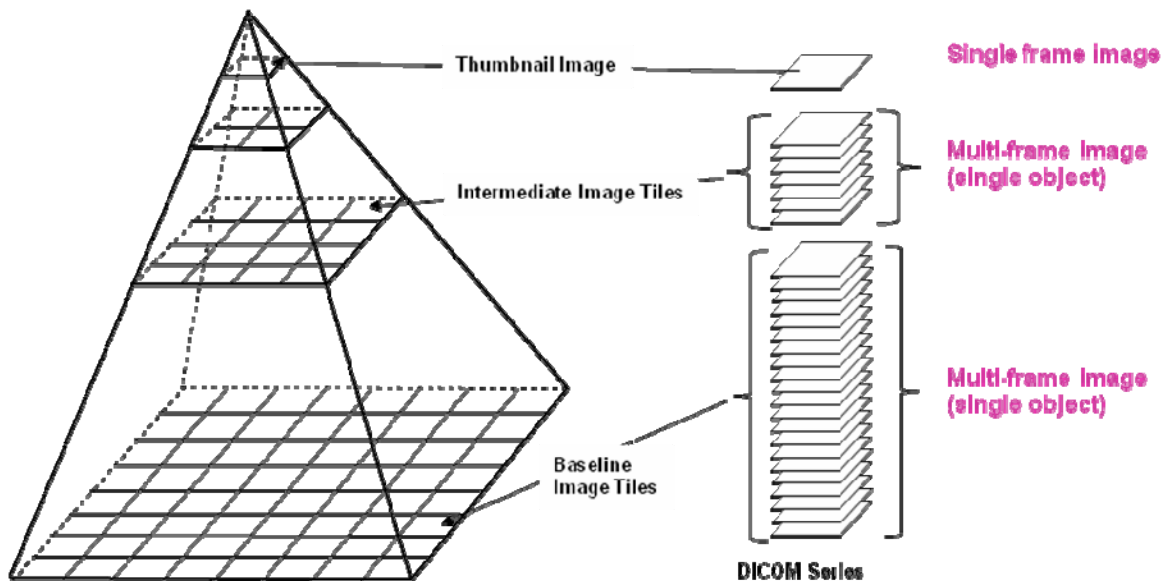 Thumbnail Image
Single frame image
Multi-frame image
(single object)
Intermediate Image Tiles
Multi-frame image
(single object)
Baseline
Image Tiles
DICOM Series